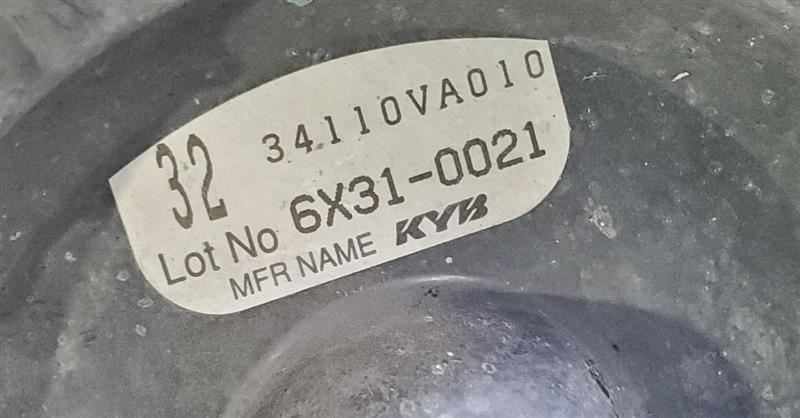 32 34110VA010
Lot No 6X31-0021
MFR NAME KYB